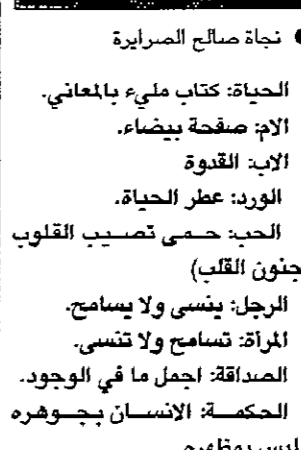 ● نجاة صالح الصرايرة
الحياة: كتاب مليء بالمعاني.
الام: صفحة بيضاء.
الاب: القدوة
الورد: عطر الحياة.
الحب: حمى تصيب القلوب
جنون القلب)
الرجل: ينسى ولا يسامح.
المرأة: تسامح ولا تنسى.
الصداقة: اجمل ما في الوجود.
الحكمة: الانسان بجوهره
ليس بمظهره